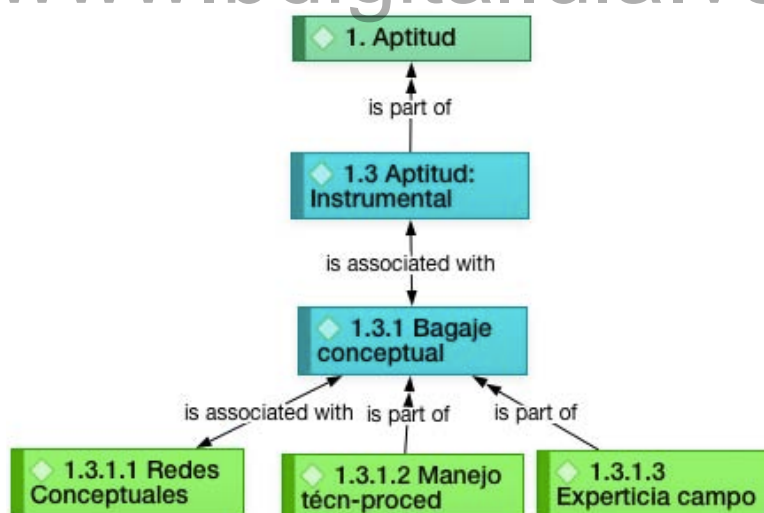 1. Aptitud
is part of
1.3 Aptitud:
Instrumental
is associated with
1.3.1 Bagaje
conceptual
is associated with is part of is part of
1.3.1.1 Redes
Conceptuales
1.3.1.2 Manejo
técn-proced
1.3.1.3
Experticia campo